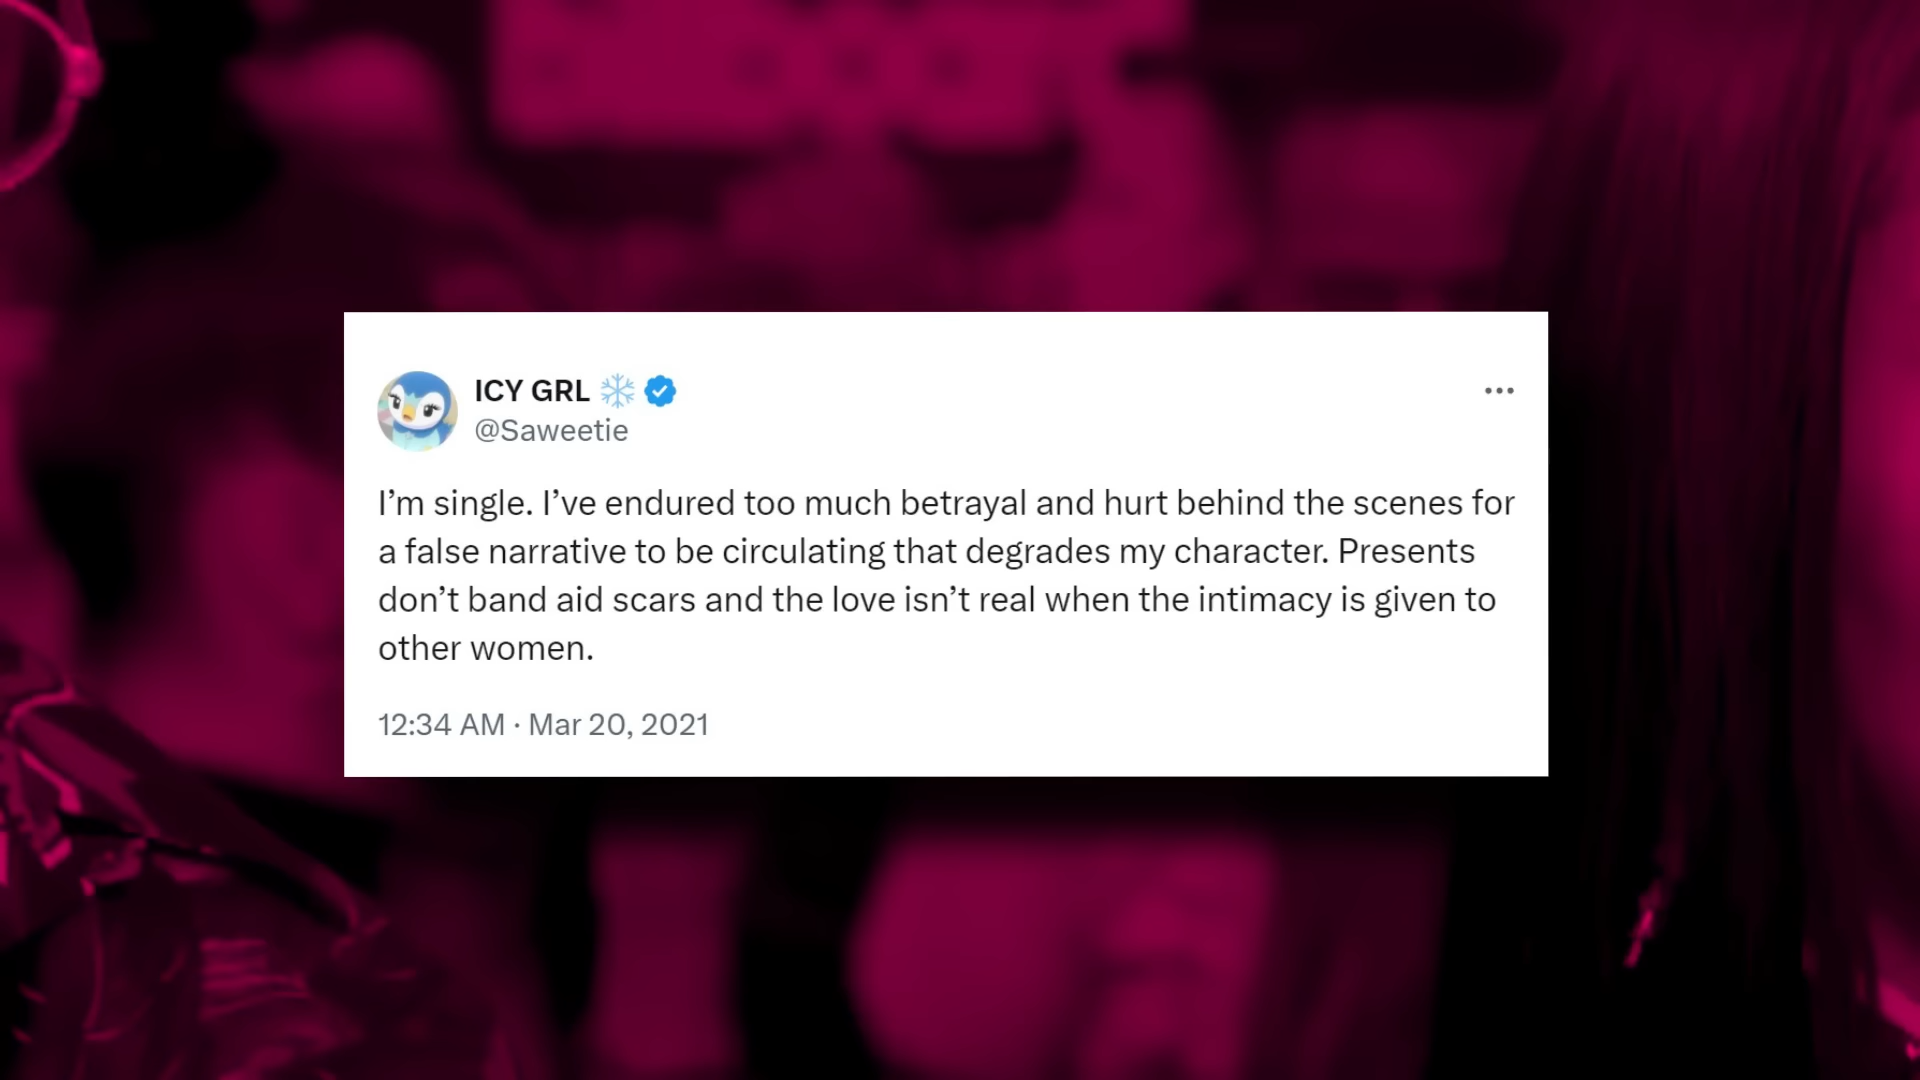 ICY GRL ❄️
@Saweetie
I’m single. I’ve endured too much betrayal and hurt behind the scenes for
a false narrative to be circulating that degrades my character. Presents
don’t band aid scars and the love isn’t real when the intimacy is given to
other women.
12:34 AM · Mar 20, 2021